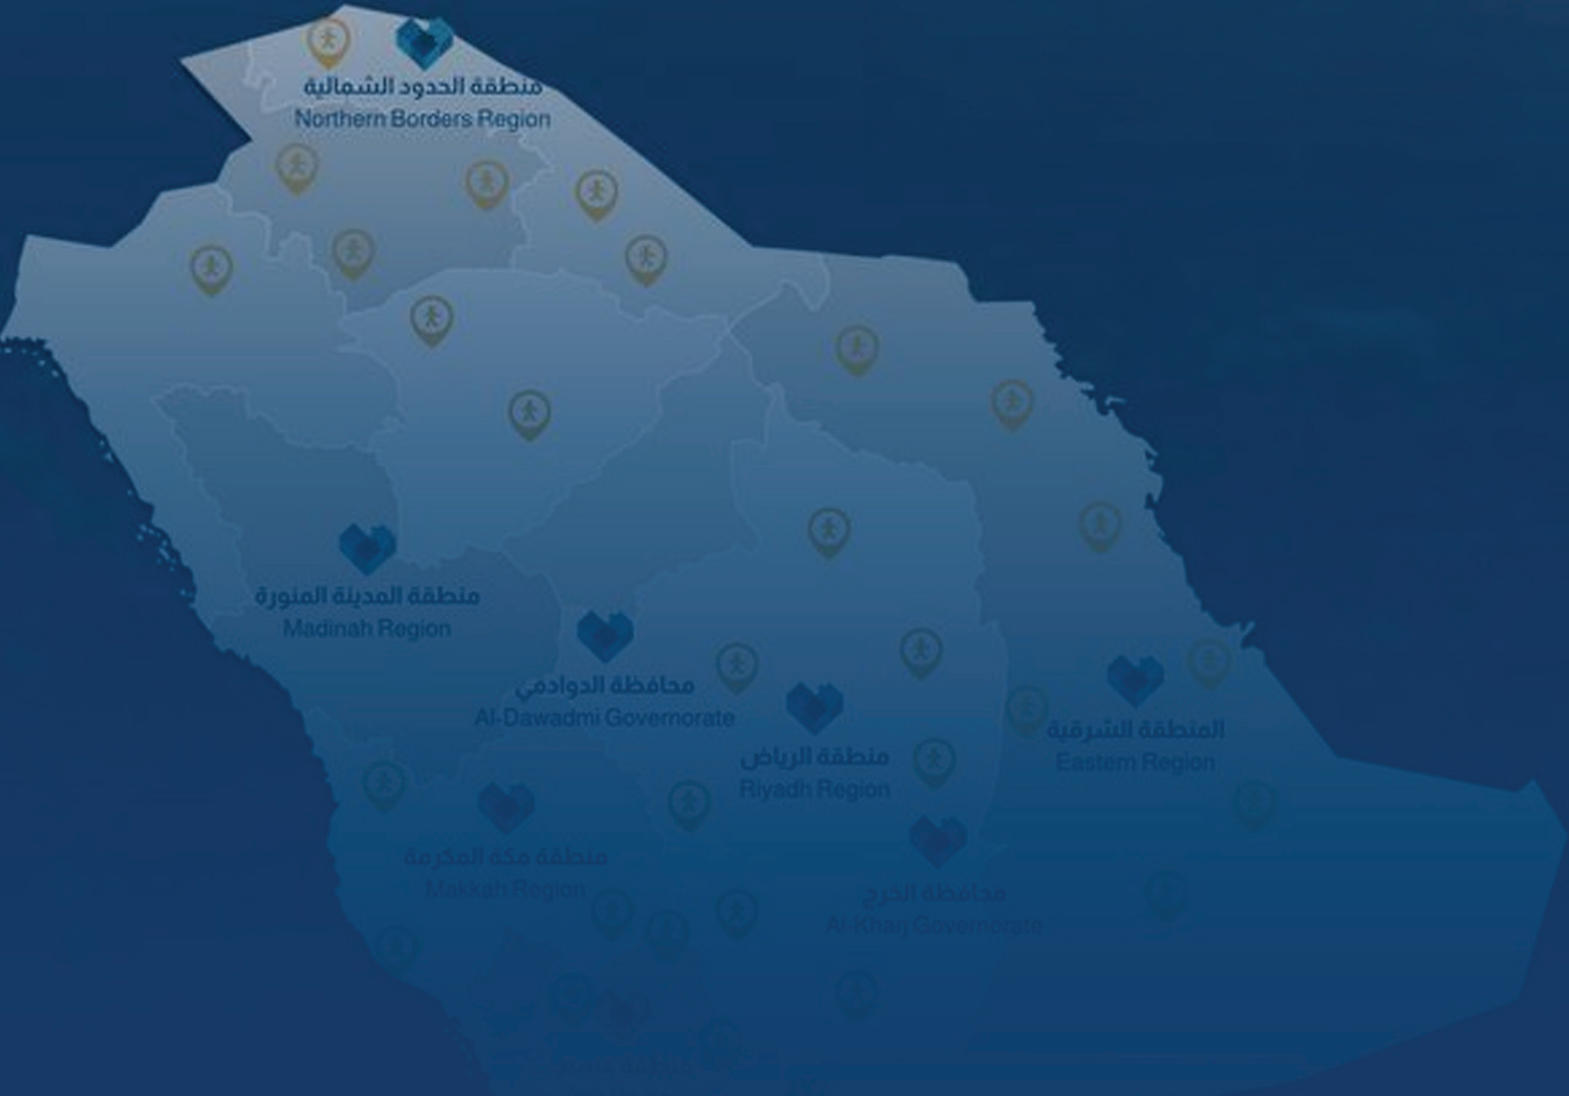 منطقة الحدود الشمالية
Northern Borders Region
منطقة المدينة المنورة
Madinah Region
محافظة الدوادمي
Al-Dawadmi Governorate
منطقة الرياض
Riyadh Region
المنطقة الشرقية
Eastern Region
منطقة مكة المكرمة
Makkah Region
محافظة الخرج
Al-Kharj Governorate